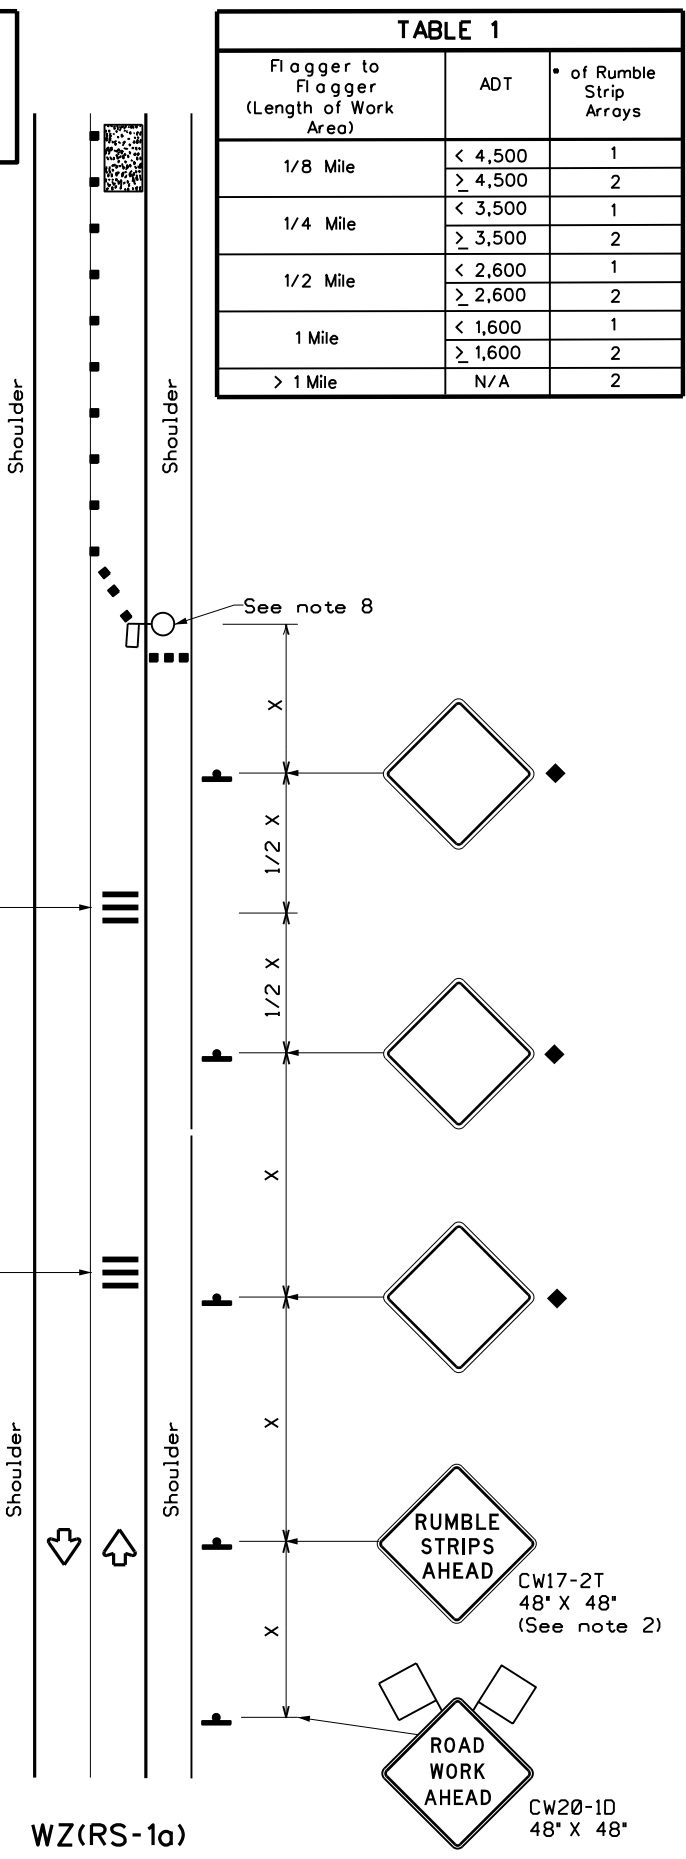 TABLE 1
Flagger to
Flagger
(Length of Work
Area)
ADT
• of Rumble
Strip
Arrays
1/8 Mile
< 4,500
1
≥ 4,500
2
1/4 Mile
< 3,500
1
≥ 3,500
2
1/2 Mile
< 2,600
1
≥ 2,600
2
1 Mile
< 1,600
1
≥ 1,600
2
> 1 Mile
N/A
2
Shoulder
Shoulder
See note 8
X
1/2 X
1/2 X
X
X
Shoulder
Shoulder
RUMBLE
STRIPS
AHEAD
CW17-2T
48" X 48"
(See note 2)
X
ROAD
WORK
AHEAD
CW20-1D
48" X 48"
WZ(RS-1a)